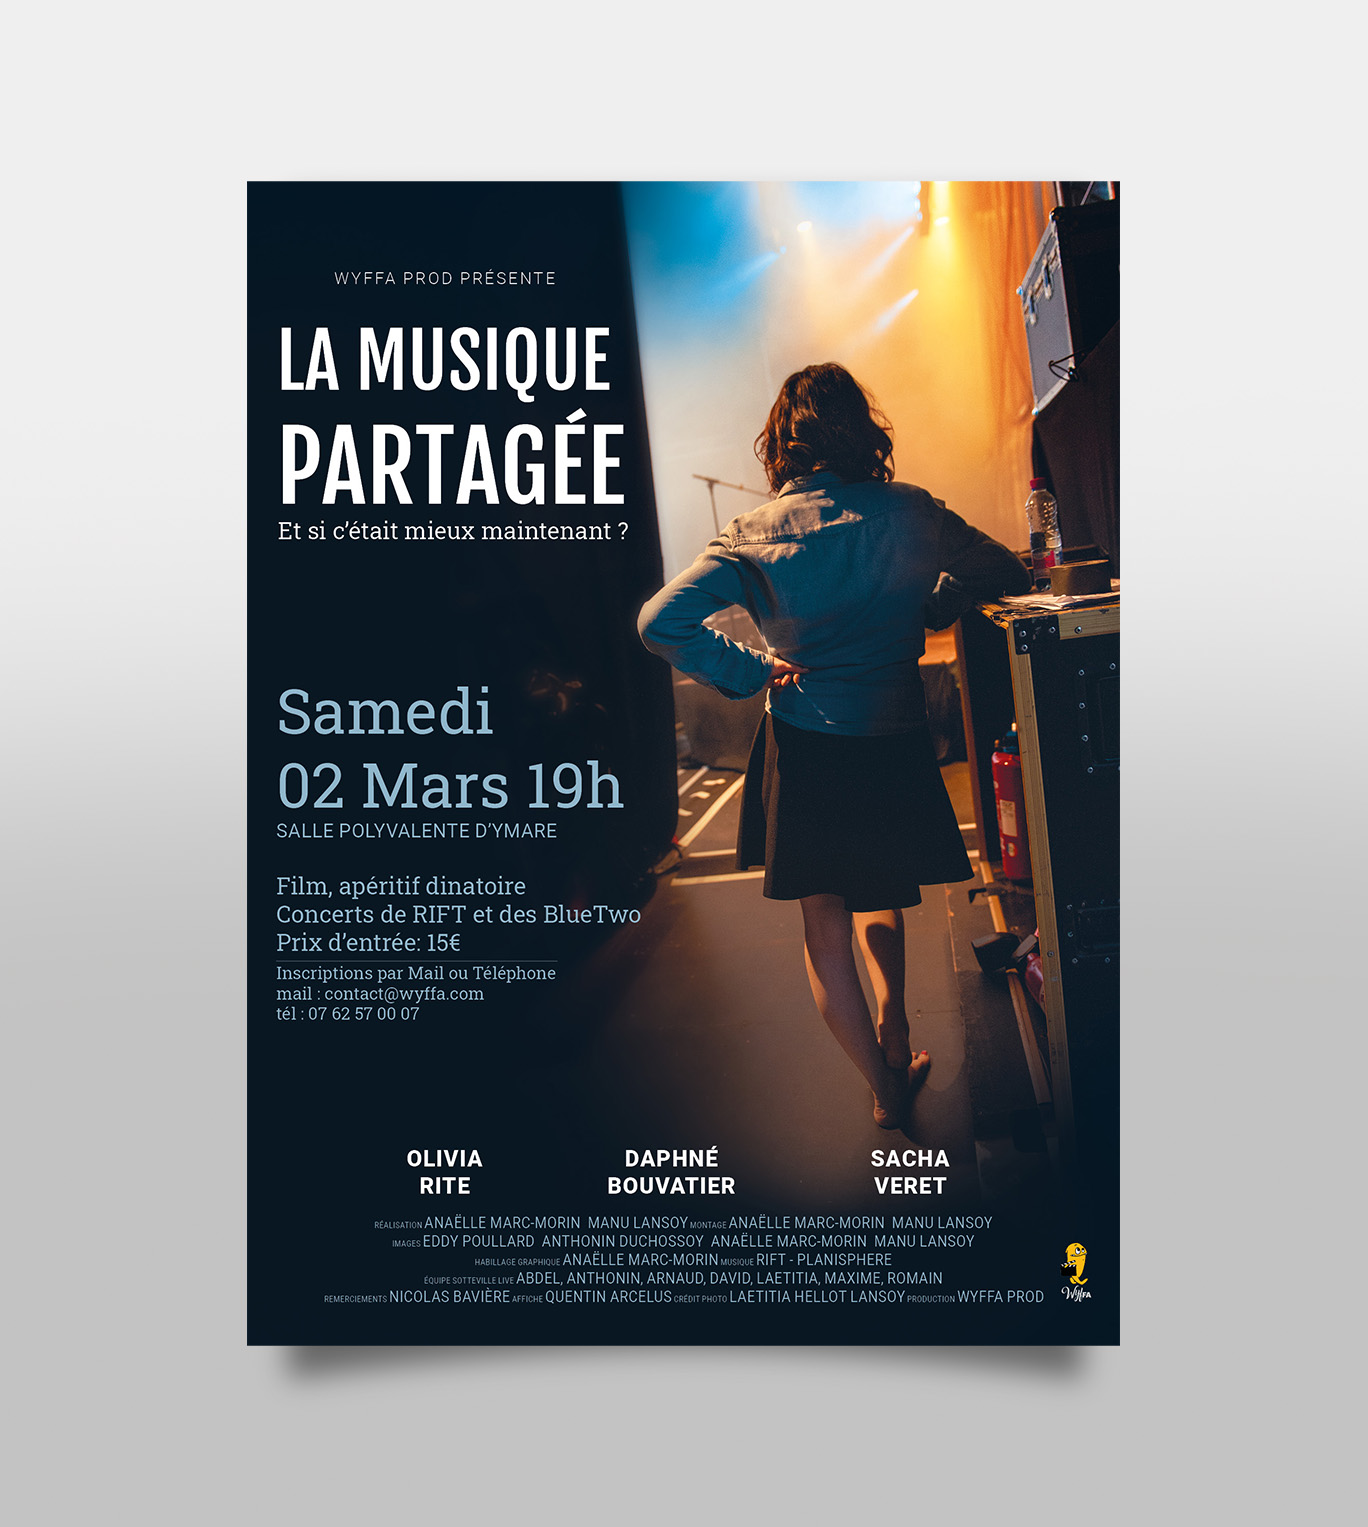 WYFFA PROD PRÉSENTE
LA MUSIQUE
PARTAGÉE
Et si c’était mieux maintenant ?
Samedi
02 Mars 19h
SALLE POLYVALENTE D’YMARE
Film, apéritif dinatoire
Concerts de RIFT et des BlueTwo
Prix d’entrée: 15€
Inscriptions par Mail ou Téléphone
mail : contact@wyffa.com
tél : 07 62 57 00 07
OLIVIA
RITE
DAPHNÉ
BOUVATIER
SACHA
VERET
RÉALISATION ANAËLLE MARC-MORIN MANU LANSOY MONTAGE ANAËLLE MARC-MORIN MANU LANSOY
IMAGES EDDY POULLARD ANTHONIN DUCHOSSOY ANAËLLE MARC-MORIN MANU LANSOY
HABILLAGE GRAPHIQUE ANAËLLE MARC-MORIN MUSIQUE RIFT - PLANISPHERE
ÉQUIPE SOTTEVILLE LIVE ABDEL, ANTHONIN, ARNAUD, DAVID, LAETITIA, MAXIME, ROMAIN
REMERCIEMENTS NICOLAS BAVIÈRE AFFICHE QUENTIN ARCELUS CRÉDIT PHOTO LAETITIA HELLOT LANSOY PRODUCTION WYFFA PROD
WyffA